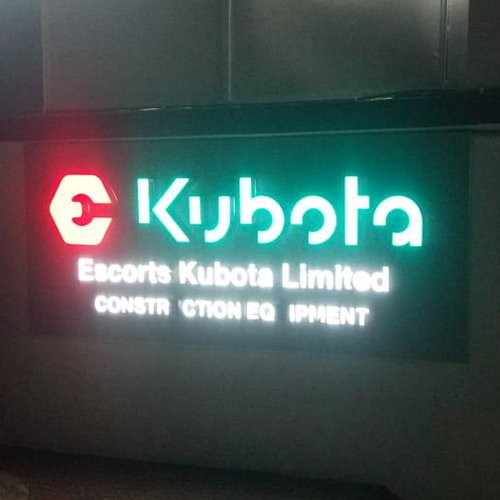 Kubota
Escorts Kubota Limited
CONSTR CTION EQ IPMENT